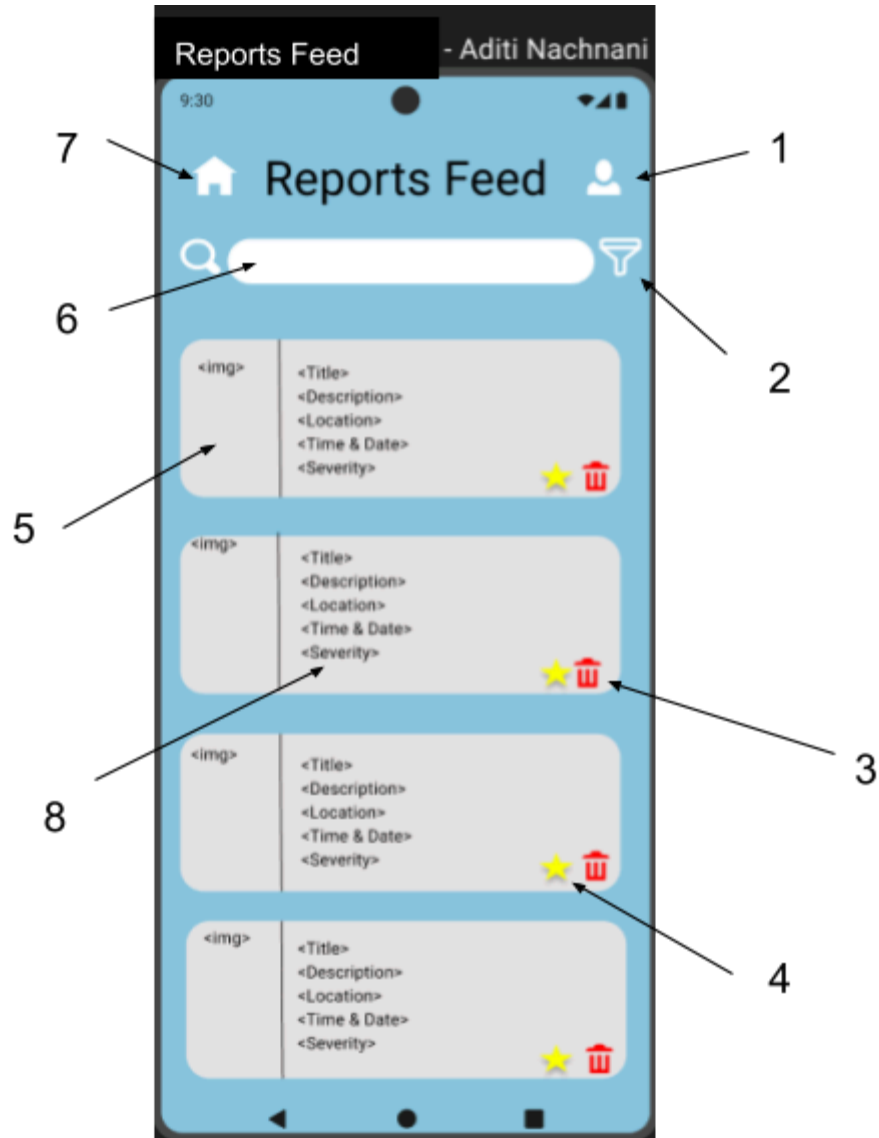 Reports Feed - Aditi Nachnani
9:30
7
Reports Feed
1
6
2
<img>
<Title>
<Description>
<Location>
<Time & Date>
<Severity>
5
<img>
<Title>
<Description>
<Location>
<Time & Date>
<Severity>
3
8
<img>
<Title>
<Description>
<Location>
<Time & Date>
<Severity>
4
<img>
<Title>
<Description>
<Location>
<Time & Date>
<Severity>